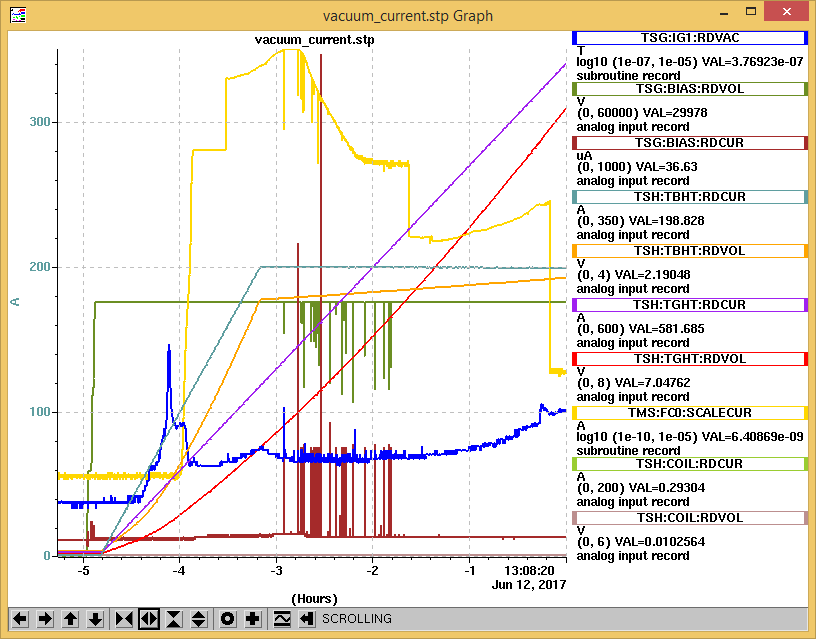 vacuum_current.stp Graph
vacuum_current.stp
300
200
100
0
A
-5
-4
-3
-2
-1
13:08:20
Jun 12, 2017
(Hours)
TSG:IG1:RDVAC
T
log10 (1e-07, 1e-05) VAL=3.76923e-07
subroutine record
TSG:BIAS:RDVOL
V
(0, 60000) VAL=29978
analog input record
TSG:BIAS:RDCUR
uA
(0, 1000) VAL=36.63
analog input record
TSH:TBHT:RDCUR
A
(0, 350) VAL=198.828
analog input record
TSH:TBHT:RDVOL
V
(0, 4) VAL=2.19048
analog input record
TSH:TGHT:RDCUR
A
(0, 600) VAL=581.685
analog input record
TSH:TGHT:RDVOL
V
(0, 8) VAL=7.04762
analog input record
TMS:FC0:SCALECUR
A
log10 (1e-10, 1e-05) VAL=6.40869e-09
subroutine record
TSH:COIL:RDCUR
A
(0, 200) VAL=0.29304
analog input record
TSH:COIL:RDVOL
V
(0, 6) VAL=0.0102564
analog input record
SCROLLING